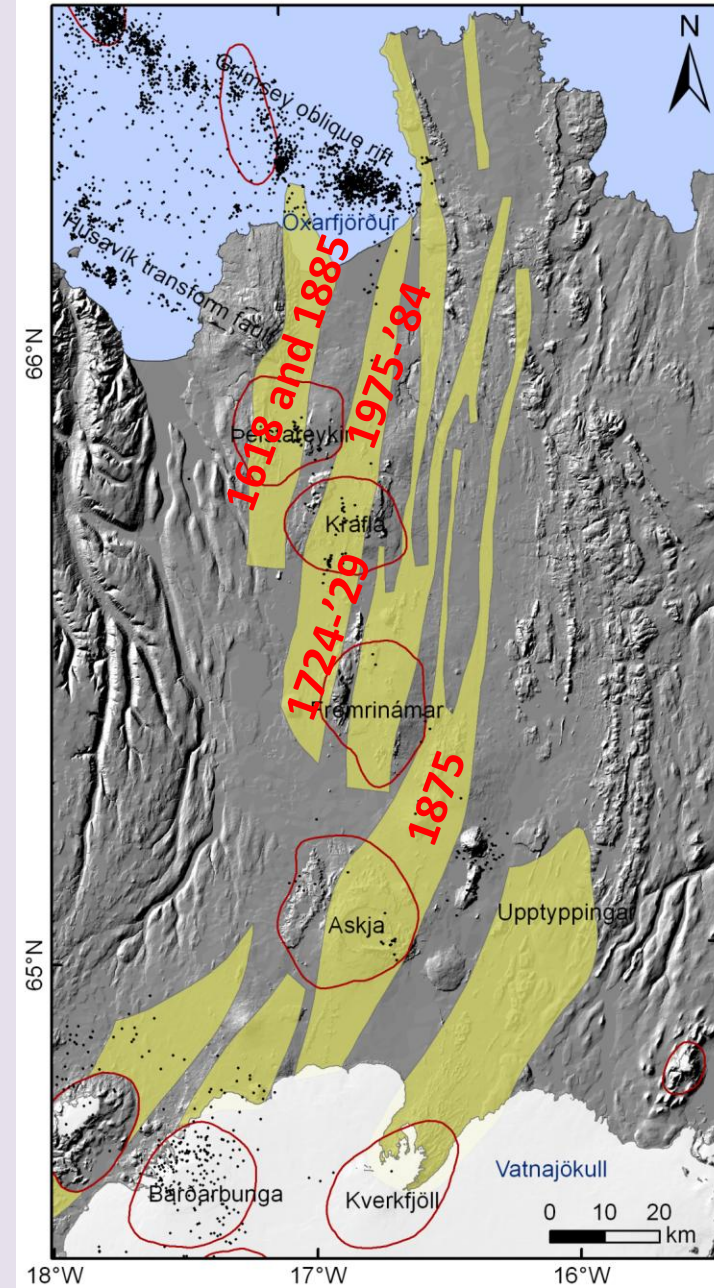 N
Grímsey oblique rift
Öxarfjörður
Húsavík transform fault
66°N
1618 and 1885
1975-'84
Þeistareykir
Krafla
1724-'29
Fremrinámar
1875
Askja
Upptyppingar
65°N
Vatnajökull
Bárðarbunga
Kverkfjöll
0 10 20
km
18°W 17°W 16°W